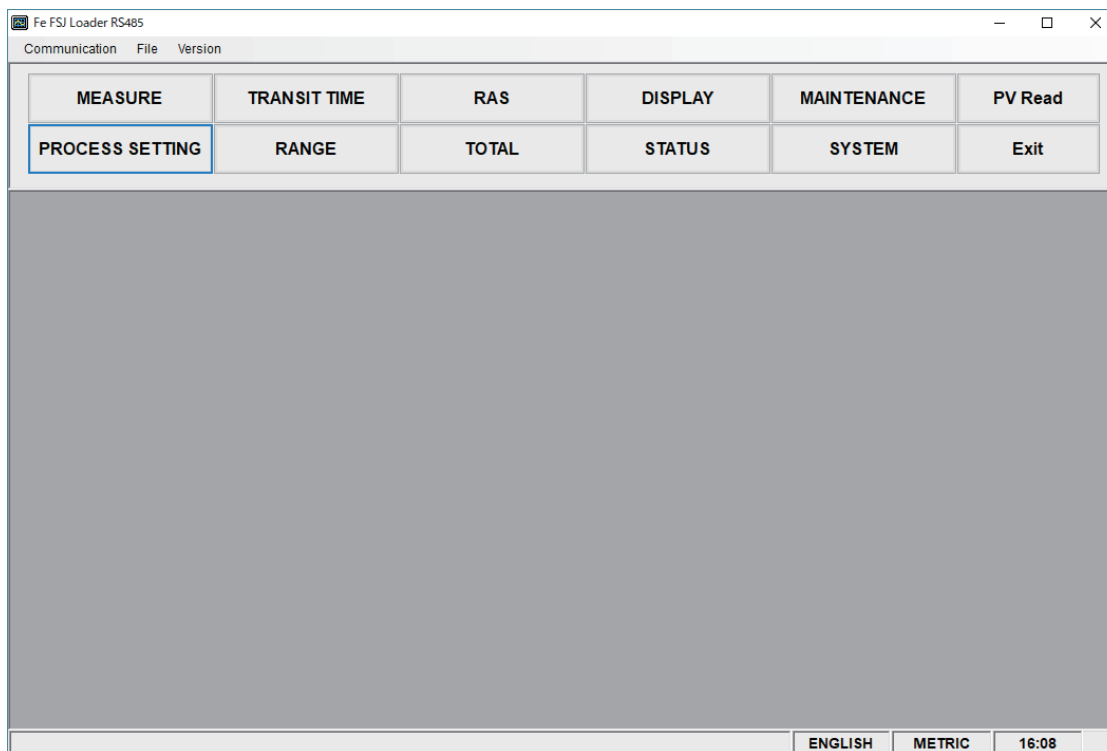 Fe FSJ Loader RS485
Communication File Version
MEASURE TRANSIT TIME RAS DISPLAY MAINTENANCE PV Read
PROCESS SETTING RANGE TOTAL STATUS SYSTEM Exit
ENGLISH METRIC 16:08